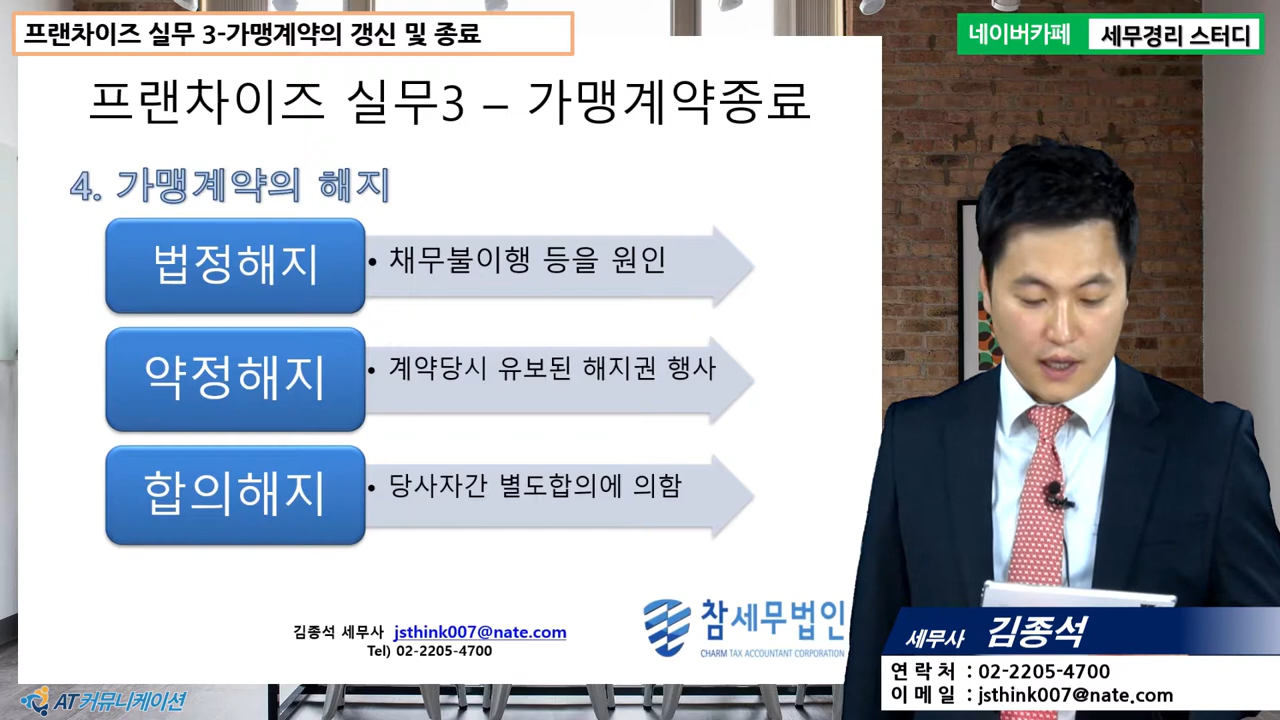 프랜차이즈 실무 3-가맹계약의 갱신 및 종료
네이버카페 세무경리 스터디
프랜차이즈 실무3 – 가맹계약종료
4. 가맹계약의 해지
법정해지
• 채무불이행 등을 원인
약정해지
• 계약당시 유보된 해지권 행사
합의해지
• 당사자간 별도합의에 의함
김종석 세무사 jsthink007@nate.com
Tel) 02-2205-4700
참세무법인
CHARM TAX ACCOUNTANT CORPORATION
세무사 김종석
연 락 처 : 02-2205-4700
이 메 일 : jsthink007@nate.com
AT커뮤니케이션